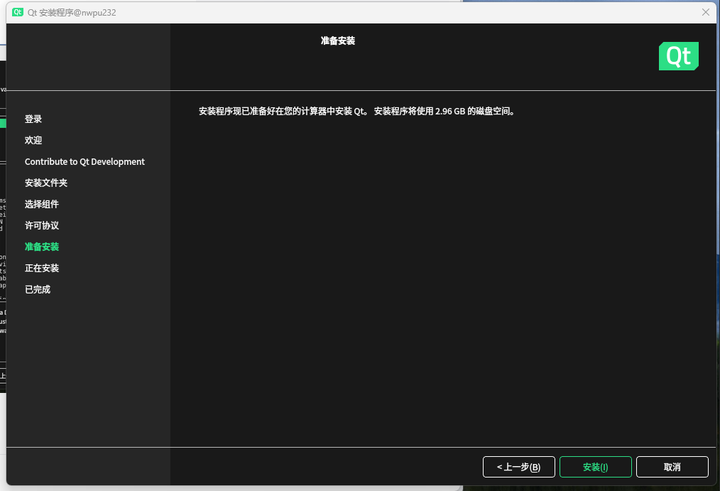 Qt Qt 安装程序@nwpu232
准备安装
Qt
安装程序现已准备好在您的计算器中安装 Qt。 安装程序将使用 2.96 GB 的磁盘空间。
登录
欢迎
Contribute to Qt Development
安装文件夹
选择组件
许可协议
准备安装
正在安装
已完成
< 上一步(B)
安装(I)
取消